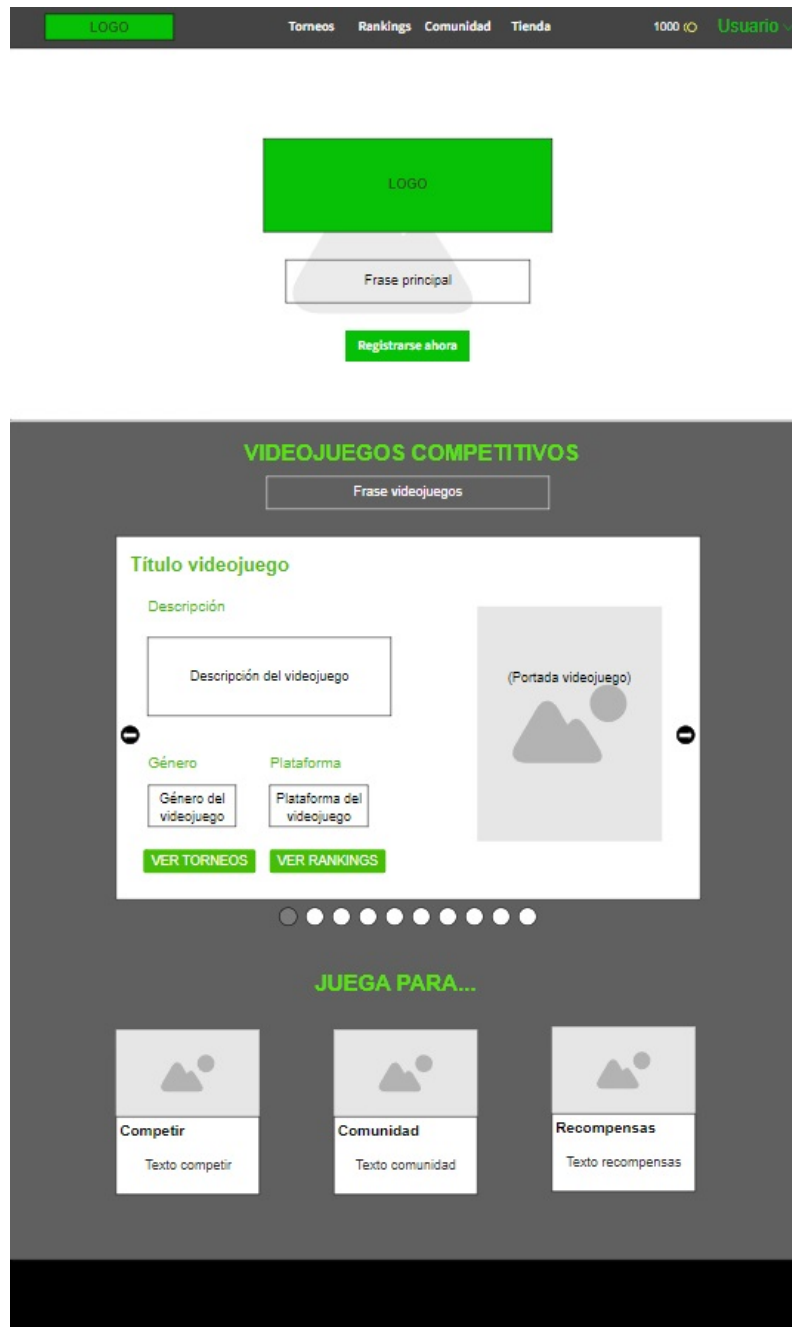 LOGO
Torneos Rankings Comunidad Tienda
1000
Usuario
LOGO
Frase principal
Registrarse ahora
VIDEOJUEGOS COMPETITIVOS
Frase videojuegos
Título videojuego
Descripción
Descripción del videojuego
(Portada videojuego)
Género
Plataforma
Género del
videojuego
Plataforma del
videojuego
VER TORNEOS
VER RANKINGS
JUEGA PARA...
Competir
Texto competir
Comunidad
Texto comunidad
Recompensas
Texto recompensas